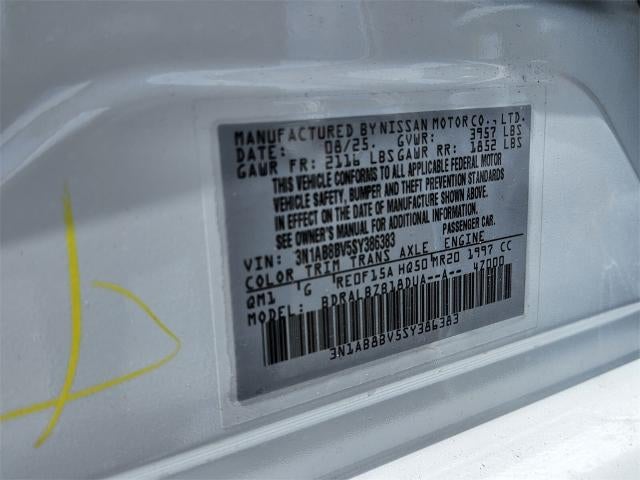 MANUFACTURED BY NISSAN MOTOR CO., LTD.
DATE: 08/25. GVWR: 3957 LBS
GAWR FR: 2116 LBS GAWR RR: 1852 LBS
THIS VEHICLE CONFORMS TO ALL APPLICABLE FEDERAL MOTOR
VEHICLE SAFETY, BUMPER AND THEFT PREVENTION STANDARDS
IN EFFECT ON THE DATE OF MANUFACTURE SHOWN ABOVE.
SEE OWNER'S MANUAL FOR ADDITIONAL INFORMATION.
VIN: 3N1AB8BV5SY386383 PASSENGER CAR.
COLOR TRIM TRANS AXLE, ENGINE
QM1 G RE0F15A HQ50 MR20 1997 CC
MODEL: BDRALBZ818DUA--A-- 47000
3N1AB8BV5SY386383